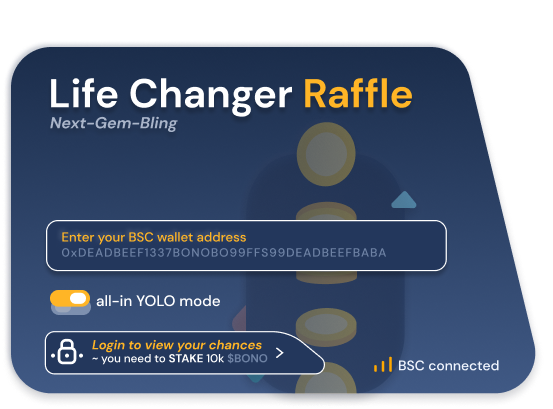 Life Changer Raffle
Next-Gem-Bling
Enter your BSC wallet address
0xDEADBEEF1337BONOBO99FFS99DEADBEEFBABA
all-in YOLO mode
Login to view your chances
~ you need to STAKE 10k $BONO
BSC connected